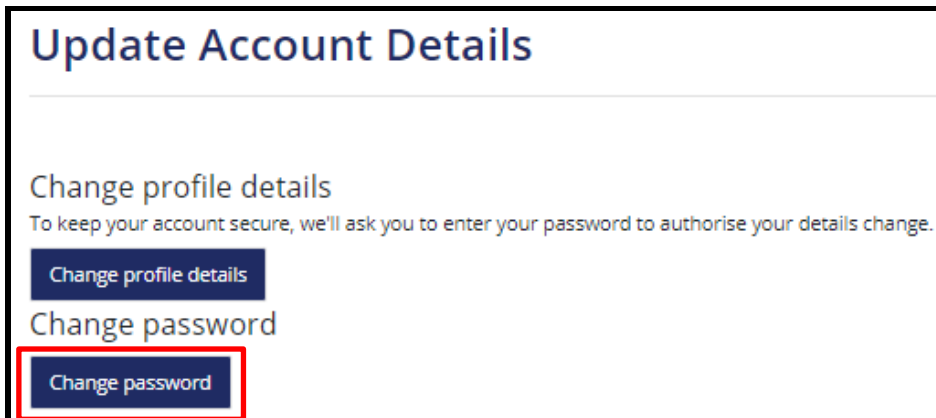 Update Account Details
Change profile details
To keep your account secure, we'll ask you to enter your password to authorise your details change.
Change profile details
Change password
Change password